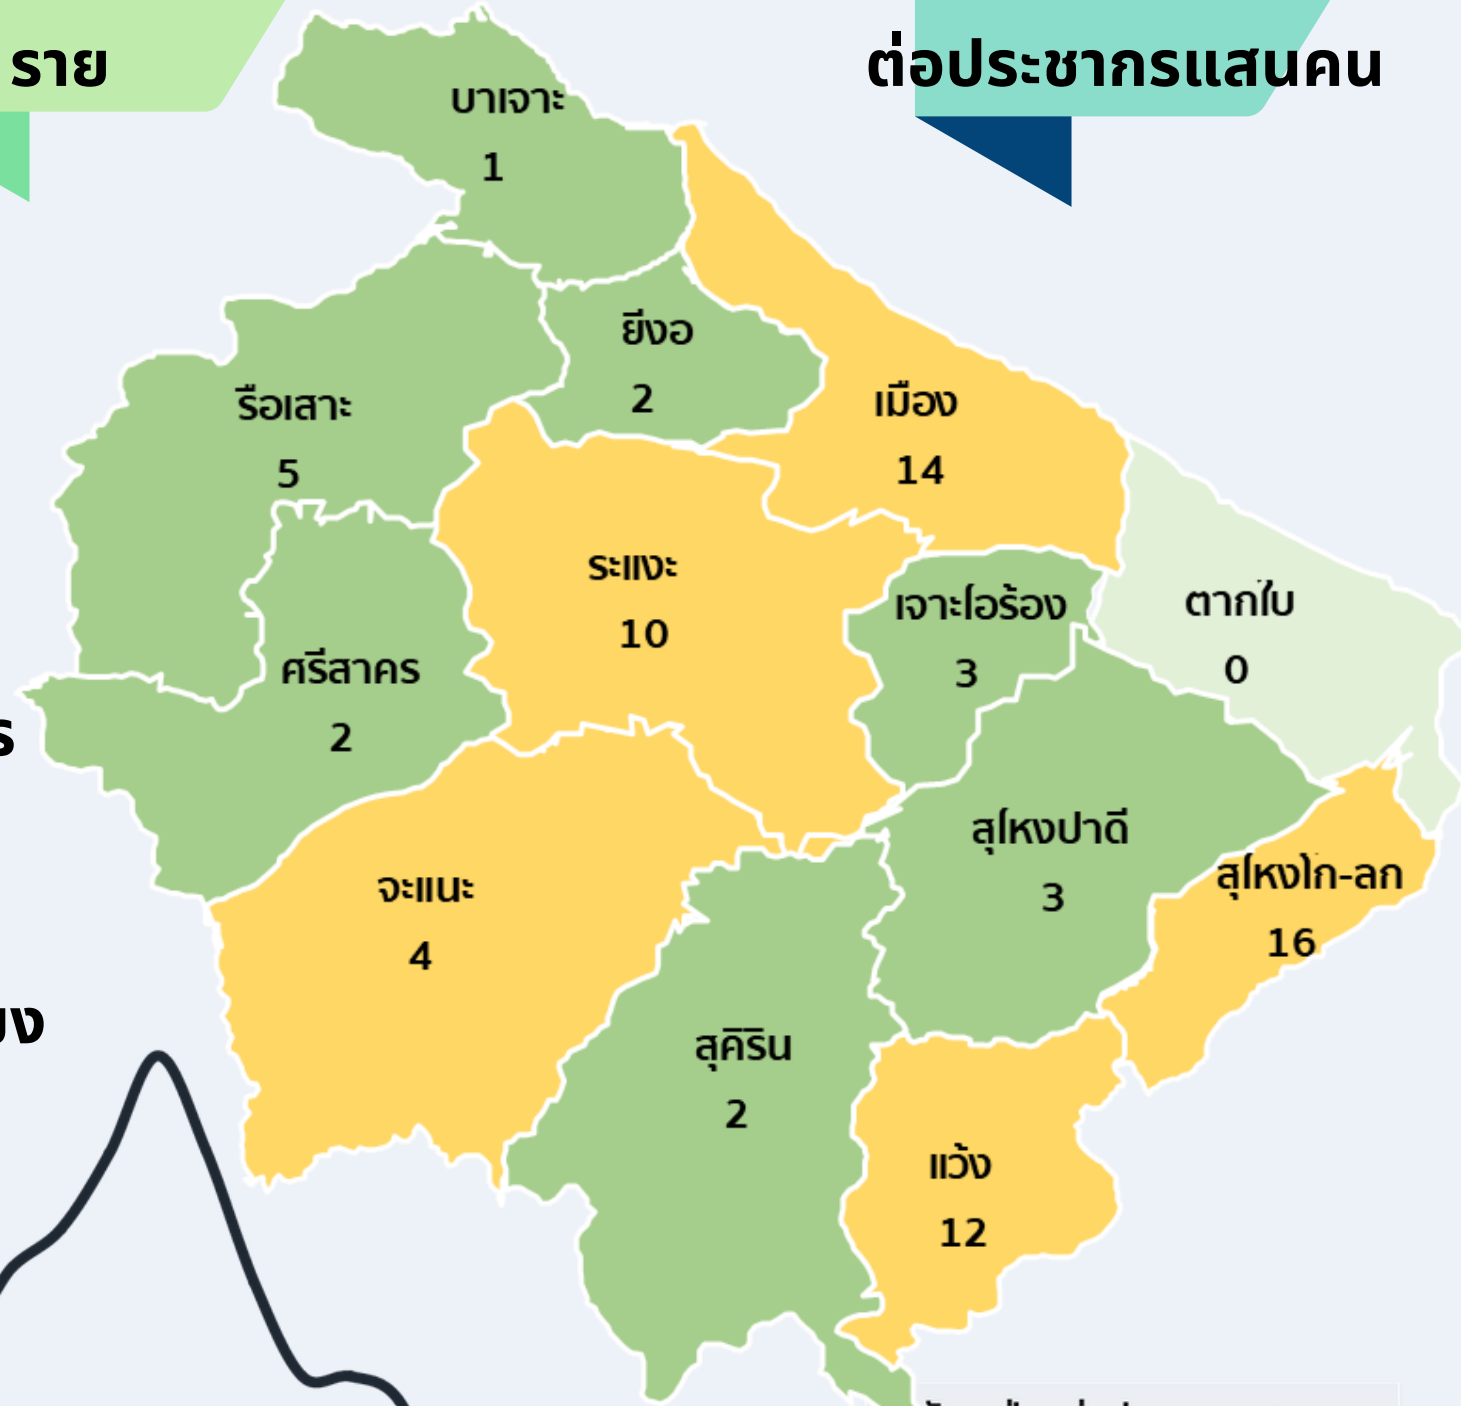 ราย
ต่อประชากรแสนคน
บาเจาะ
1
ยี่งอ
2
เมือง
14
รือเสาะ
5
ระแงะ
10
เจาะไอร้อง
3
ตากใบ
0
ศรีสาคร
2
สุไหงปาดี
3
จะแนะ
4
สุไหงโก-ลก
16
สุคิริน
2
แว้ง
12